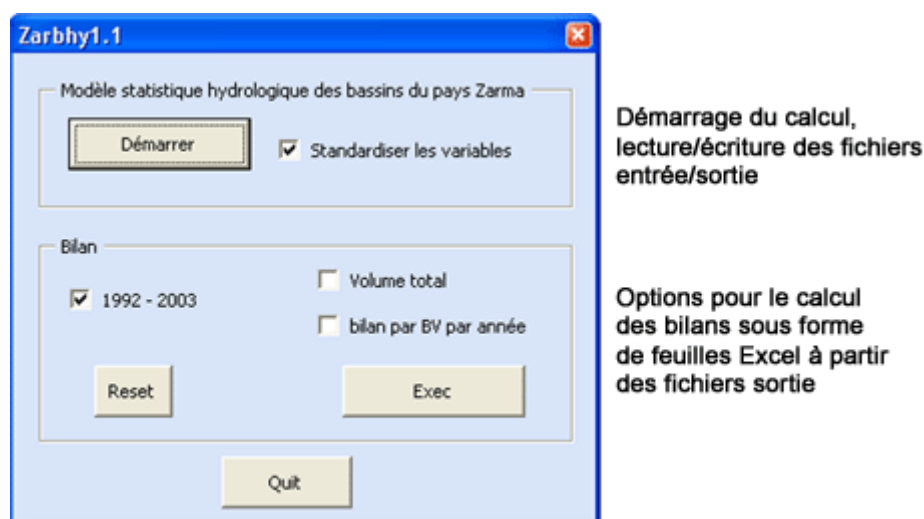 Zarbhy1.1
Modèle statistique hydrologique des bassins du pays Zarma
Démarrer
Standardiser les variables
Démarrage du calcul,
lecture/écriture des fichiers
entrée/sortie
Bilan
1992 - 2003
Volume total
bilan par BV par année
Reset
Exec
Options pour le calcul
des bilans sous forme
de feuilles Excel à partir
des fichiers sortie
Quit